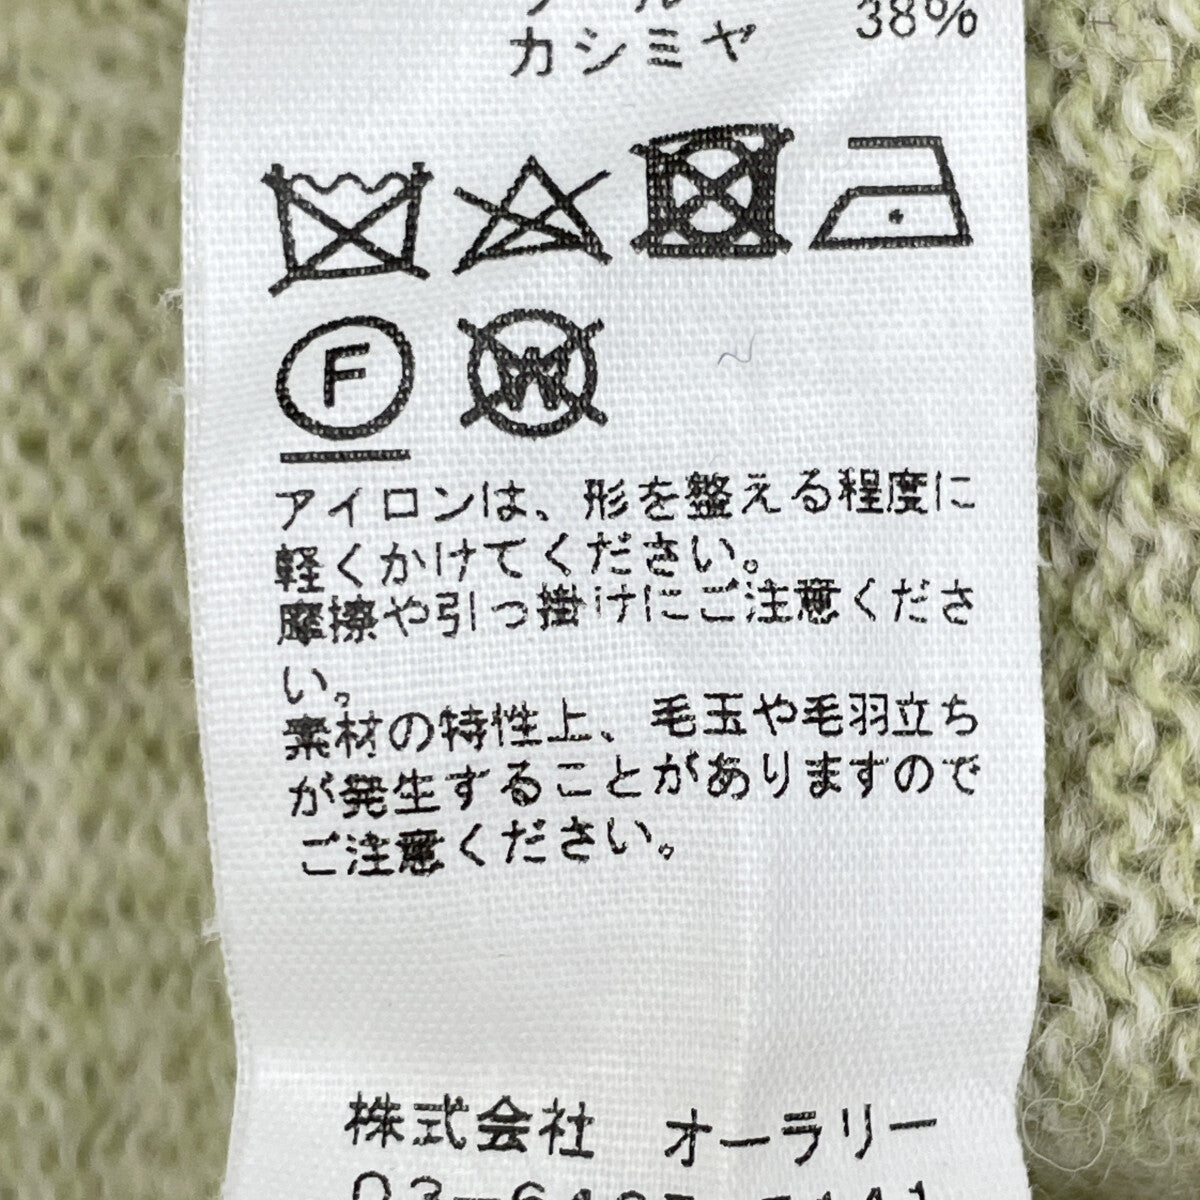 カシミヤ 38%
F
W
アイロンは、形を整える程度に
軽くかけてください。
摩擦や引っ掛けにご注意くださ
い。
素材の特性上、毛玉や毛羽立ち
が発生することがありますので
ご注意ください。
株式会社 オーラリー